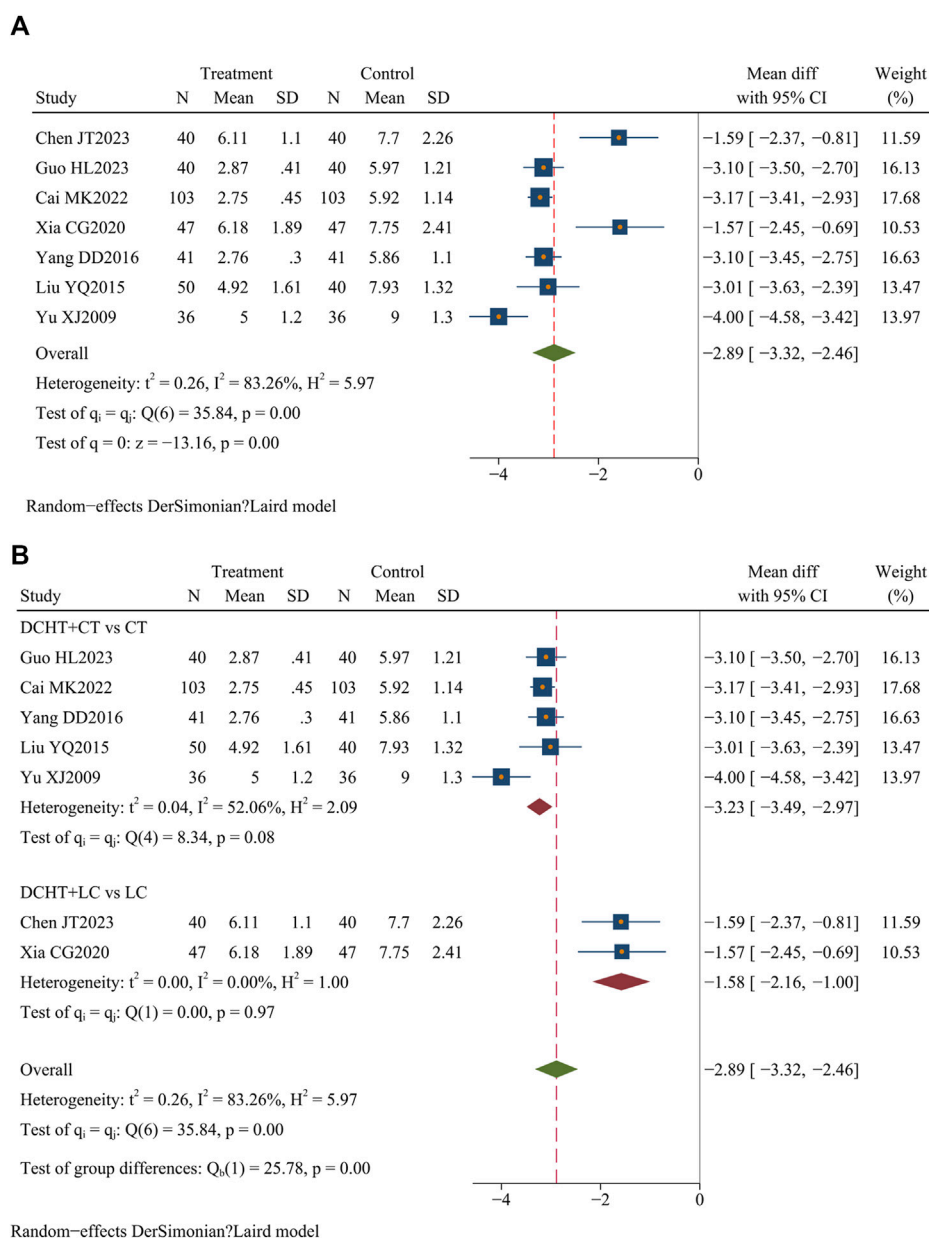 A
Treatment Control Mean diff Weight
Study N Mean SD N Mean SD with 95% CI (%)
Chen JT2023 40 6.11 1.1 40 7.7 2.26 −1.59 [ −2.37, −0.81] 11.59
Guo HL2023 40 2.87 .41 40 5.97 1.21 −3.10 [ −3.50, −2.70] 16.13
Cai MK2022 103 2.75 .45 103 5.92 1.14 −3.17 [ −3.41, −2.93] 17.68
Xia CG2020 47 6.18 1.89 47 7.75 2.41 −1.57 [ −2.45, −0.69] 10.53
Yang DD2016 41 2.76 .3 41 5.86 1.1 −3.10 [ −3.45, −2.75] 16.63
Liu YQ2015 50 4.92 1.61 40 7.93 1.32 −3.01 [ −3.63, −2.39] 13.47
Yu XJ2009 36 5 1.2 36 9 1.3 −4.00 [ −4.58, −3.42] 13.97
Overall −2.89 [ −3.32, −2.46]
Heterogeneity: t² = 0.26, I² = 83.26%, H² = 5.97
Test of qᵢ = qⱼ: Q(6) = 35.84, p = 0.00
Test of q = 0: z = −13.16, p = 0.00
−4 −2 0
Random−effects DerSimonian?Laird model
B
Treatment Control Mean diff Weight
Study N Mean SD N Mean SD with 95% CI (%)
DCHT+CT vs CT
Guo HL2023 40 2.87 .41 40 5.97 1.21 −3.10 [ −3.50, −2.70] 16.13
Cai MK2022 103 2.75 .45 103 5.92 1.14 −3.17 [ −3.41, −2.93] 17.68
Yang DD2016 41 2.76 .3 41 5.86 1.1 −3.10 [ −3.45, −2.75] 16.63
Liu YQ2015 50 4.92 1.61 40 7.93 1.32 −3.01 [ −3.63, −2.39] 13.47
Yu XJ2009 36 5 1.2 36 9 1.3 −4.00 [ −4.58, −3.42] 13.97
Heterogeneity: t² = 0.04, I² = 52.06%, H² = 2.09 −3.23 [ −3.49, −2.97]
Test of qᵢ = qⱼ: Q(4) = 8.34, p = 0.08
DCHT+LC vs LC
Chen JT2023 40 6.11 1.1 40 7.7 2.26 −1.59 [ −2.37, −0.81] 11.59
Xia CG2020 47 6.18 1.89 47 7.75 2.41 −1.57 [ −2.45, −0.69] 10.53
Heterogeneity: t² = 0.00, I² = 0.00%, H² = 1.00 −1.58 [ −2.16, −1.00]
Test of qᵢ = qⱼ: Q(1) = 0.00, p = 0.97
Overall −2.89 [ −3.32, −2.46]
Heterogeneity: t² = 0.26, I² = 83.26%, H² = 5.97
Test of qᵢ = qⱼ: Q(6) = 35.84, p = 0.00
Test of group differences: Q_b(1) = 25.78, p = 0.00
−4 −2 0
Random−effects DerSimonian?Laird model